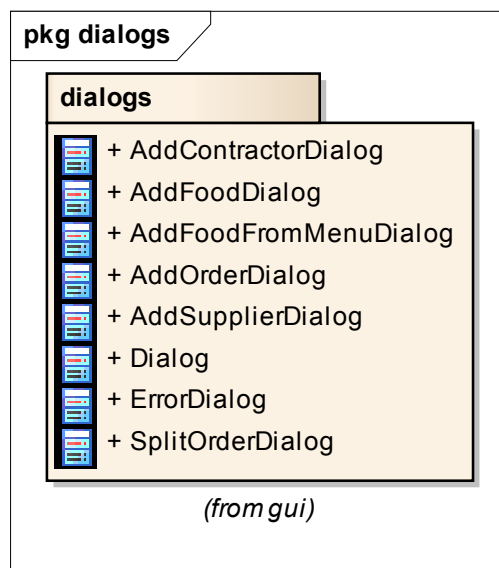 pkg dialogs
dialogs
+ AddContractorDialog
+ AddFoodDialog
+ AddFoodFromMenuDialog
+ AddOrderDialog
+ AddSupplierDialog
+ Dialog
+ ErrorDialog
+ SplitOrderDialog
(from gui)